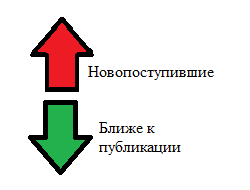 Новопоступившие
Ближе к
публикации